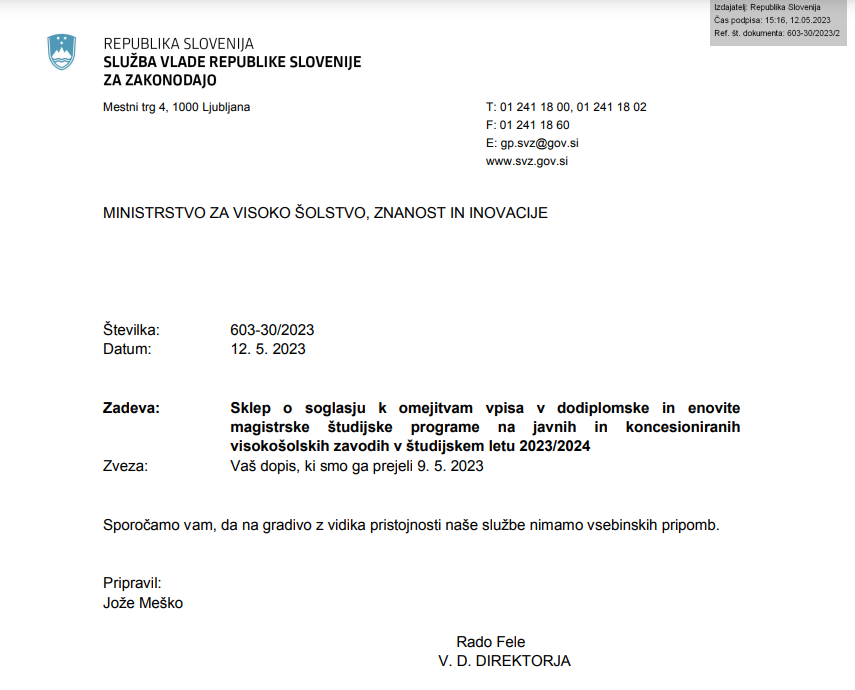 Izdajatelj: Republika Slovenija
Čas podpisa: 15:16, 12.05.2023
Ref. št. dokumenta: 603-30/2023/2
REPUBLIKA SLOVENIJA
SLUŽBA VLADE REPUBLIKE SLOVENIJE
ZA ZAKONODAJO
Mestni trg 4, 1000 Ljubljana
T: 01 241 18 00, 01 241 18 02
F: 01 241 18 60
E: gp.svz@gov.si
www.svz.gov.si
MINISTRSTVO ZA VISOKO ŠOLSTVO, ZNANOST IN INOVACIJE
Številka: 603-30/2023
Datum: 12. 5. 2023
Zadeva: Sklep o soglasju k omejitvam vpisa v dodiplomske in enovite
magistrske študijske programe na javnih in koncesioniranih
visokošolskih zavodih v študijskem letu 2023/2024
Zveza: Vaš dopis, ki smo ga prejeli 9. 5. 2023
Sporočamo vam, da na gradivo z vidika pristojnosti naše službe nimamo vsebinskih pripomb.
Pripravil:
Jože Meško
Rado Fele
V. D. DIREKTORJA